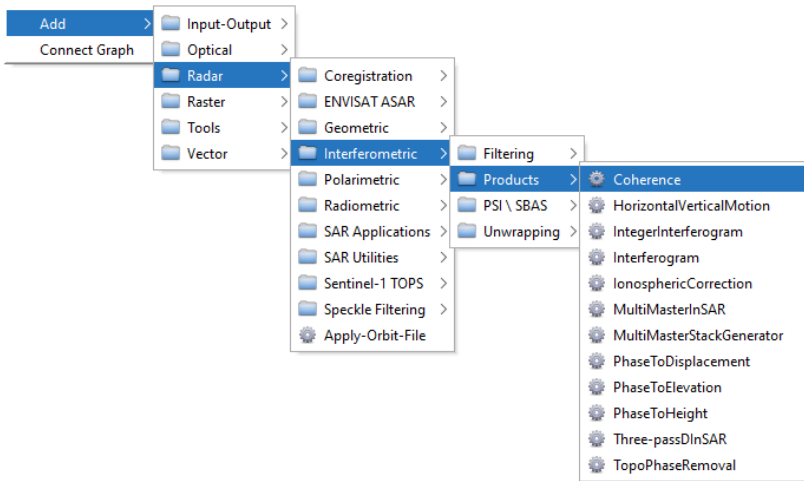 Add
Connect Graph
Input-Output
Optical
Radar
Raster
Tools
Vector
Coregistration
ENVISAT ASAR
Geometric
Interferometric
Polarimetric
Radiometric
SAR Applications
SAR Utilities
Sentinel-1 TOPS
Speckle Filtering
Apply-Orbit-File
Filtering
Products
PSI \ SBAS
Unwrapping
Coherence
HorizontalVerticalMotion
IntegerInterferogram
Interferogram
IonosphericCorrection
MultiMasterInSAR
MultiMasterStackGenerator
PhaseToDisplacement
PhaseToElevation
PhaseToHeight
Three-passDInSAR
TopoPhaseRemoval